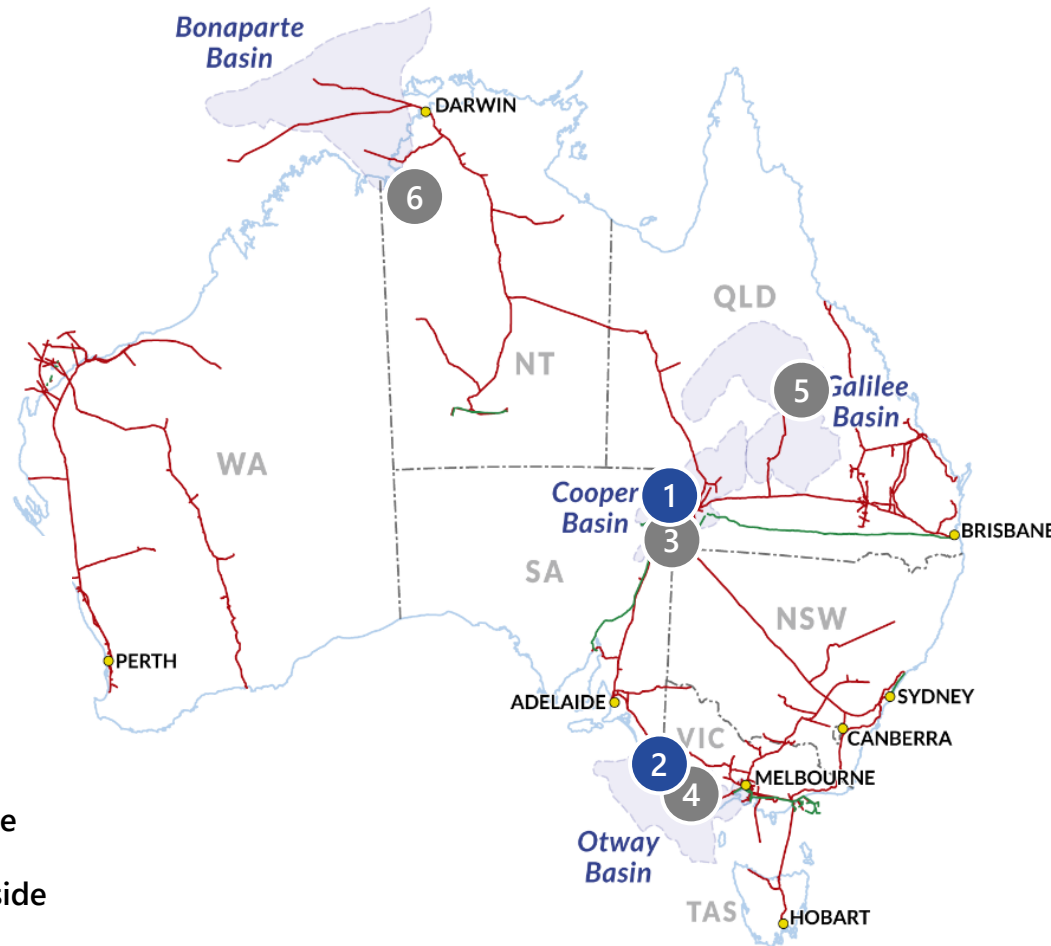 Bonaparte
Basin
DARWIN
6
QLD
NT
5
Galilee
Basin
WA
Cooper
Basin
1
3
BRISBANE
SA
NSW
PERTH
ADELAIDE
SYDNEY
VIC
CANBERRA
2
MELBOURNE
4
e
Otway
Basin
side
TAS
HOBART